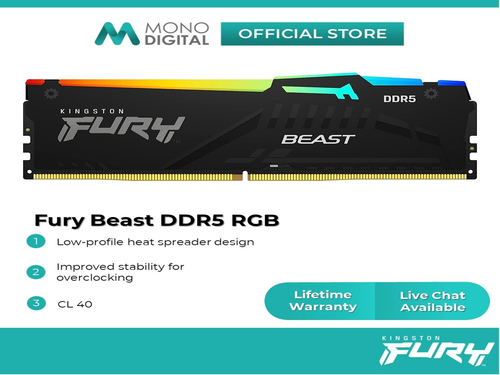 MONO
DIGITAL
OFFICIAL STORE
KINGSTON
FURY
BEAST
DDR5
Fury Beast DDR5 RGB
1 Low-profile heat spreader design
2 Improved stability for
overclocking
3 CL 40
Lifetime
Warranty
Live Chat
Available
KINGSTON
FURY